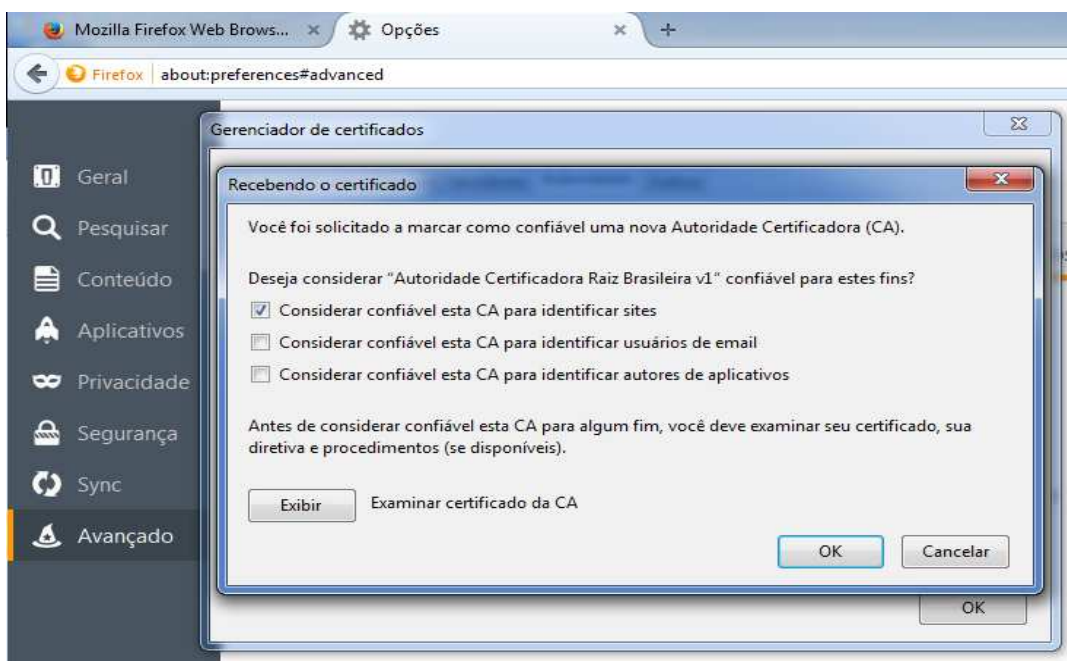 Mozilla Firefox Web Brows...
Opções
Firefox
about:preferences#advanced
Gerenciador de certificados
Geral
Pesquisar
Conteúdo
Aplicativos
Privacidade
Segurança
Sync
Avançado
Recebendo o certificado
Você foi solicitado a marcar como confiável uma nova Autoridade Certificadora (CA).
Deseja considerar "Autoridade Certificadora Raiz Brasileira v1" confiável para estes fins?
Considerar confiável esta CA para identificar sites
Considerar confiável esta CA para identificar usuários de email
Considerar confiável esta CA para identificar autores de aplicativos
Antes de considerar confiável esta CA para algum fim, você deve examinar seu certificado, sua
diretiva e procedimentos (se disponíveis).
Exibir
Examinar certificado da CA
OK
Cancelar
OK